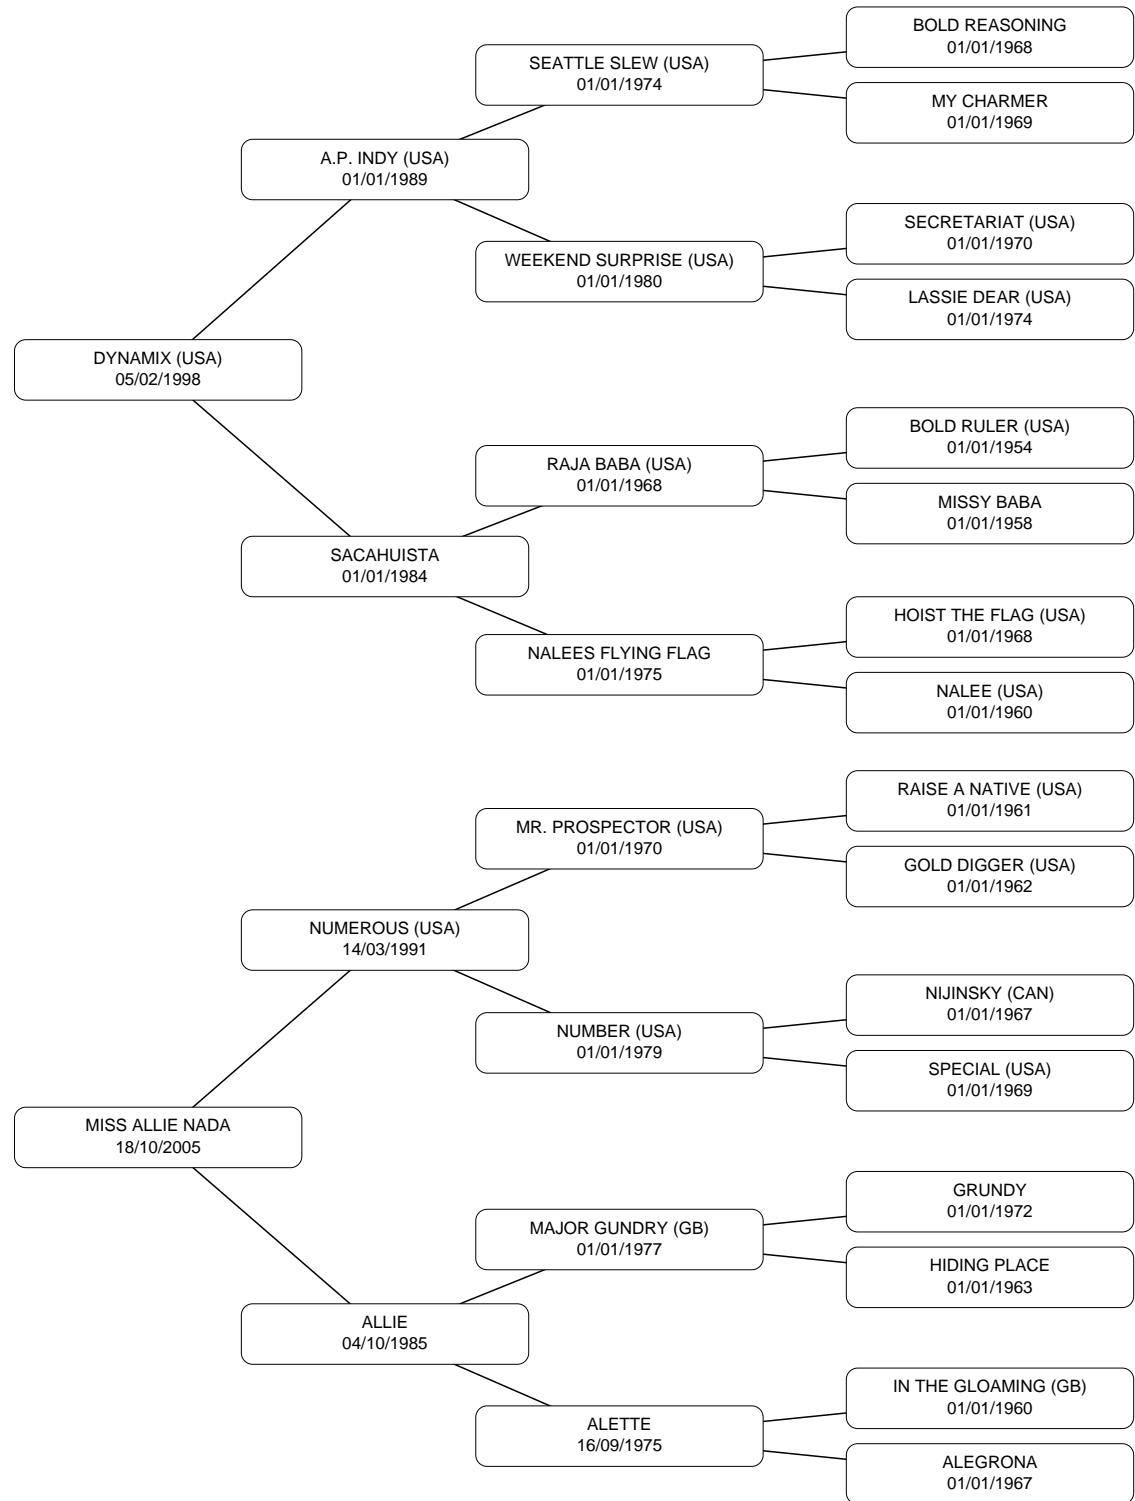 BOLD REASONING
01/01/1968
SEATTLE SLEW (USA)
01/01/1974
MY CHARMER
01/01/1969
A.P. INDY (USA)
01/01/1989
SECRETARIAT (USA)
01/01/1970
WEEKEND SURPRISE (USA)
01/01/1980
LASSIE DEAR (USA)
01/01/1974
DYNAMIX (USA)
05/02/1998
BOLD RULER (USA)
01/01/1954
RAJA BABA (USA)
01/01/1968
MISSY BABA
01/01/1958
SACAHUISTA
01/01/1984
HOIST THE FLAG (USA)
01/01/1968
NALEES FLYING FLAG
01/01/1975
NALEE (USA)
01/01/1960
RAISE A NATIVE (USA)
01/01/1961
MR. PROSPECTOR (USA)
01/01/1970
GOLD DIGGER (USA)
01/01/1962
NUMEROUS (USA)
14/03/1991
NIJINSKY (CAN)
01/01/1967
NUMBER (USA)
01/01/1979
SPECIAL (USA)
01/01/1969
MISS ALLIE NADA
18/10/2005
GRUNDY
01/01/1972
MAJOR GUNDRY (GB)
01/01/1977
HIDING PLACE
01/01/1963
ALLIE
04/10/1985
IN THE GLOAMING (GB)
01/01/1960
ALETTE
16/09/1975
ALEGRONA
01/01/1967